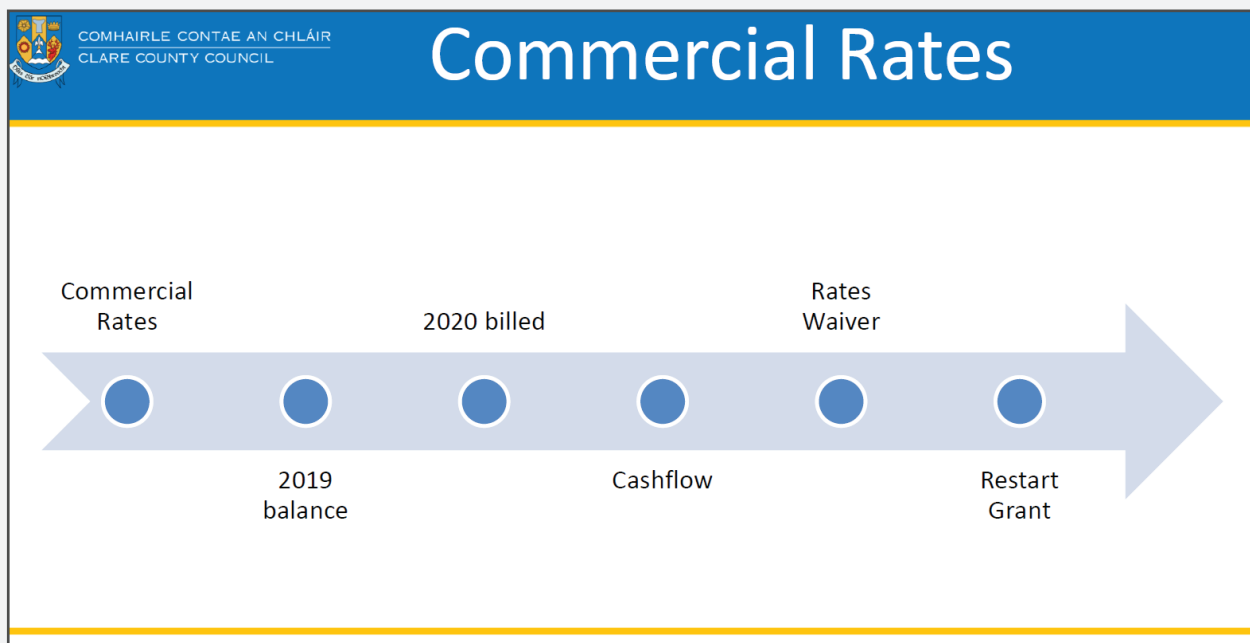 COMHAIRLE CONTAE AN CHLÁIR
CLARE COUNTY COUNCIL
Commercial Rates
Commercial
Rates
2019
balance
2020 billed
Cashflow
Rates
Waiver
Restart
Grant